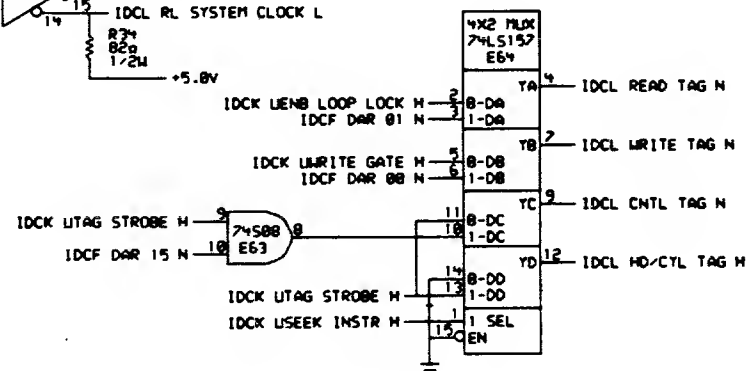 15
14
IDCL RL SYSTEM CLOCK L
R34
82Ω
1/2W
+5.0V
4X2 MUX
74LS157
E64
YA 4 IDCL READ TAG H
IDCK UENB LOOP LOCK H 2 0-DA
IDCF DAR 01 H 3 1-DA
YB 7 IDCL WRITE TAG H
IDCK UWRITE GATE H 5 0-DB
IDCF DAR 00 H 6 1-DB
YC 9 IDCL CNTL TAG H
IDCK UTAG STROBE H 9
74S08 8
11 0-DC
10 1-DC
IDCF DAR 15 H 10 E63
YD 12 IDCL HD/CYL TAG H
14 0-DD
13 1-DD
IDCK UTAG STROBE H
IDCK USEEK INSTR H 1 1 SEL
15 EN